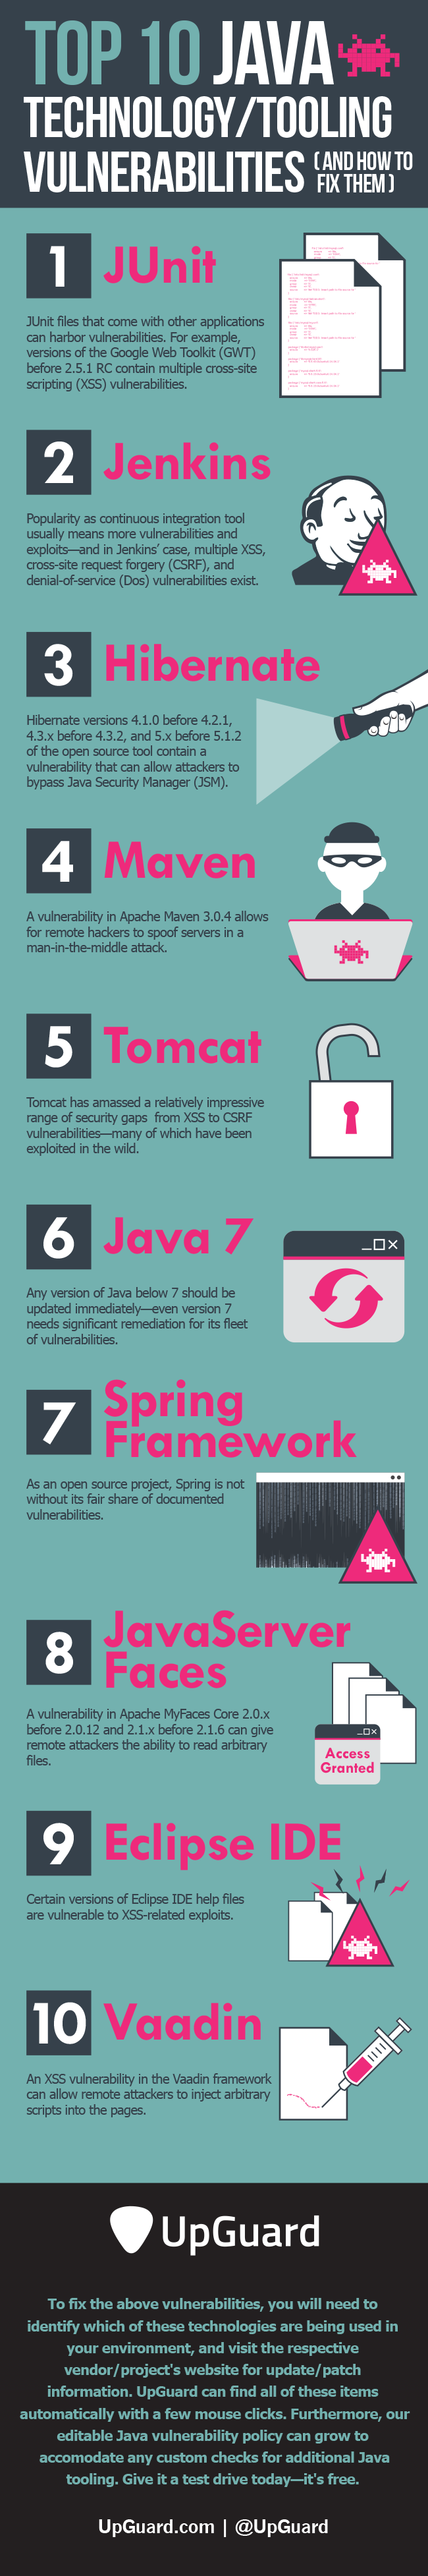 TOP 10 JAVA
TECHNOLOGY/TOOLING
VULNERABILITIES (AND HOW TO
FIX THEM)
1 JUnit
JUnit files that come with other applications
can harbor vulnerabilities. For example,
versions of the Google Web Toolkit (GWT)
before 2.5.1 RC contain multiple cross-site
scripting (XSS) vulnerabilities.
2 Jenkins
Popularity as continuous integration tool
usually means more vulnerabilities and
exploits—and in Jenkins' case, multiple XSS,
cross-site request forgery (CSRF), and
denial-of-service (Dos) vulnerabilities exist.
3 Hibernate
Hibernate versions 4.1.0 before 4.2.1,
4.3.x before 4.3.2, and 5.x before 5.1.2
of the open source tool contain a
vulnerability that can allow attackers to
bypass Java Security Manager (JSM).
4 Maven
A vulnerability in Apache Maven 3.0.4 allows
for remote hackers to spoof servers in a
man-in-the-middle attack.
5 Tomcat
Tomcat has amassed a relatively impressive
range of security gaps from XSS to CSRF
vulnerabilities—many of which have been
exploited in the wild.
6 Java 7
Any version of Java below 7 should be
updated immediately—even version 7
needs significant remediation for its fleet
of vulnerabilities.
7 Spring
Framework
As an open source project, Spring is not
without its fair share of documented
vulnerabilities.
8 JavaServer
Faces
A vulnerability in Apache MyFaces Core 2.0.x
before 2.0.12 and 2.1.x before 2.1.6 can give
remote attackers the ability to read arbitrary
files.
Access
Granted
9 Eclipse IDE
Certain versions of Eclipse IDE help files
are vulnerable to XSS-related exploits.
10 Vaadin
An XSS vulnerability in the Vaadin framework
can allow remote attackers to inject arbitrary
scripts into the pages.
UpGuard
To fix the above vulnerabilities, you will need to
identify which of these technologies are being used in
your environment, and visit the respective
vendor/project's website for update/patch
information. UpGuard can find all of these items
automatically with a few mouse clicks. Furthermore, our
editable Java vulnerability policy can grow to
accomodate any custom checks for additional Java
tooling. Give it a test drive today—it's free.
UpGuard.com | @UpGuard